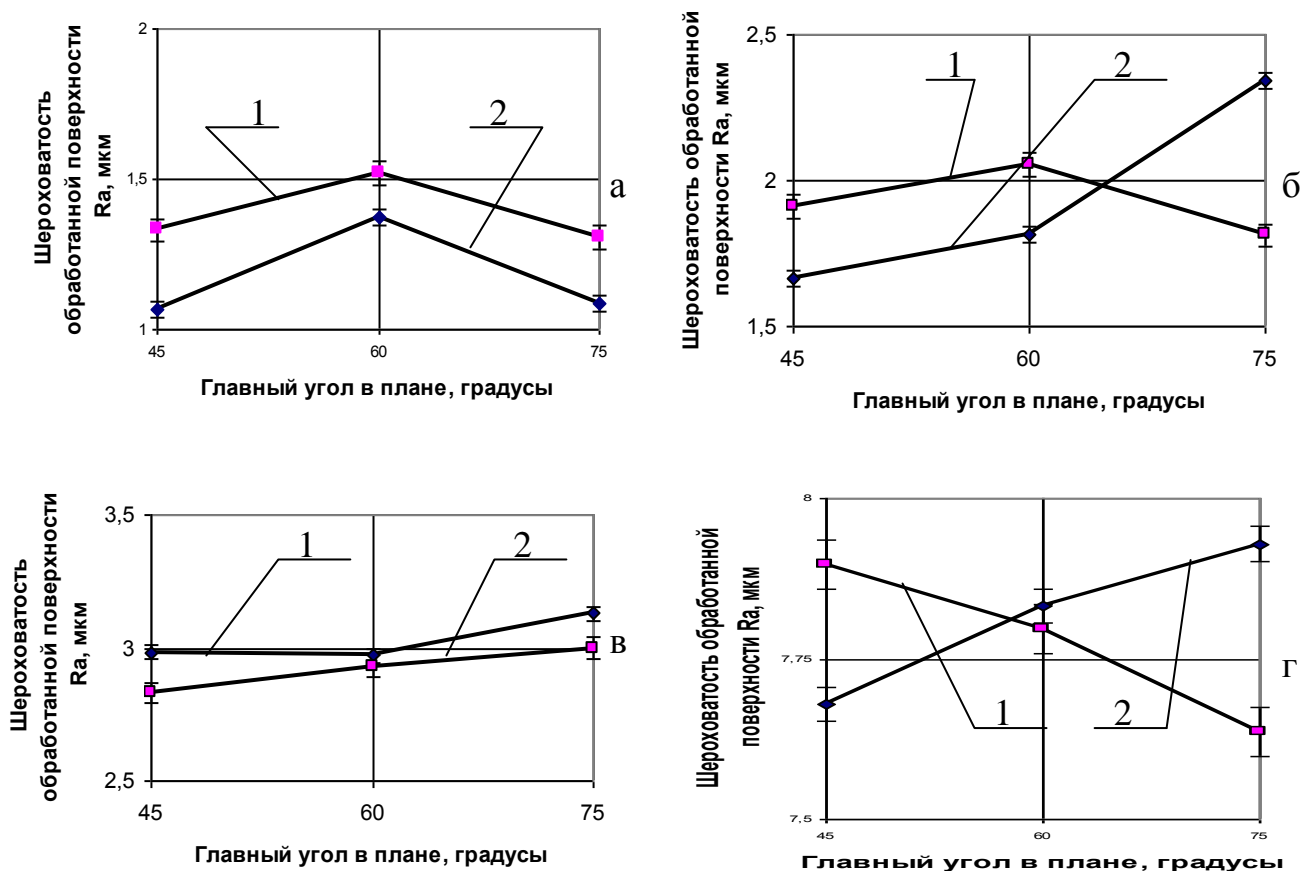 Шероховатость
обработанной поверхности
Ra, мкм
2
1,5
1
45
60
75
1
2
а
Главный угол в плане, градусы
Шероховатость обработанной
поверхности Ra, мкм
2,5
2
1,5
45
60
75
1
2
б
Главный угол в плане, градусы
Шероховатость
обработанной поверхности
Ra, мкм
3,5
3
2,5
45
60
75
1
2
в
Главный угол в плане, градусы
Шероховатость обработанной
поверхности Ra, мкм
8
7,75
7,5
45
60
75
1
2
г
Главный угол в плане, градусы